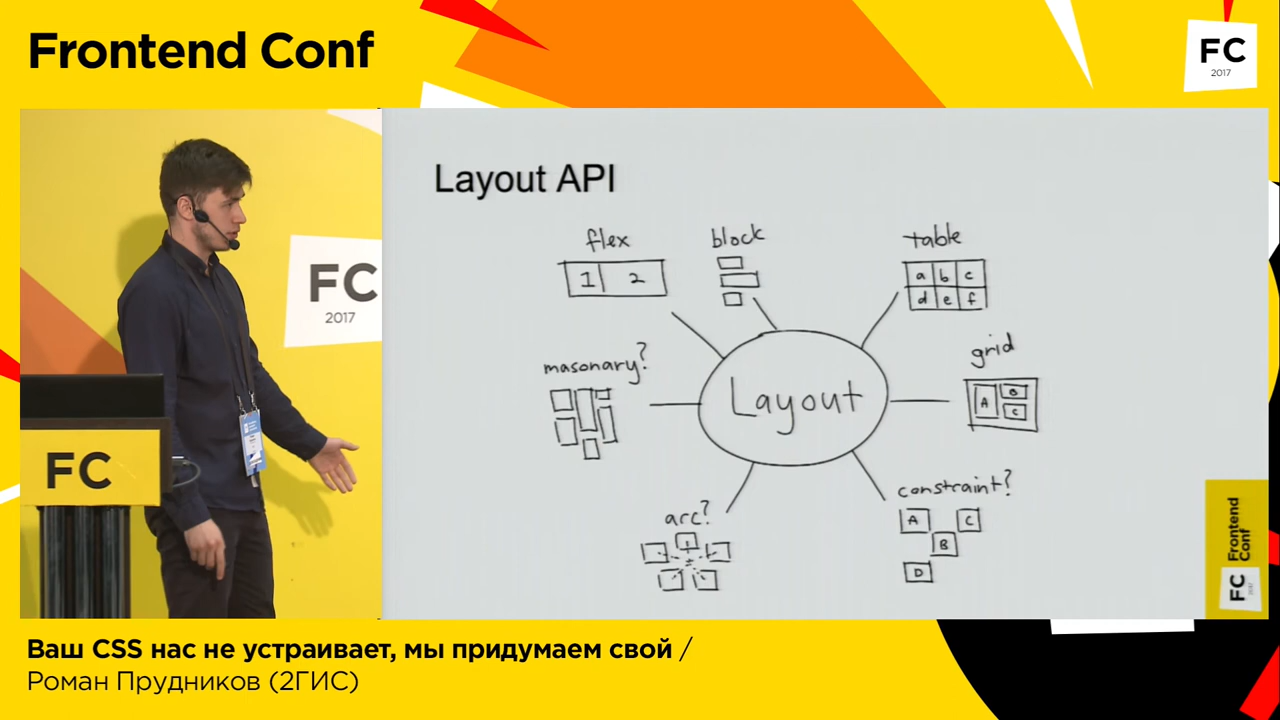 Frontend Conf
FC
2017
FC
2017
FC
Layout API
flex
1 2
block
table
a b c
d e f
masonary?
Layout
grid
A B
C
arc?
constraint?
A C
B
D
Frontend
Conf
FC
2017
Ваш CSS нас не устраивает, мы придумаем свой /
Роман Прудников (2ГИС)